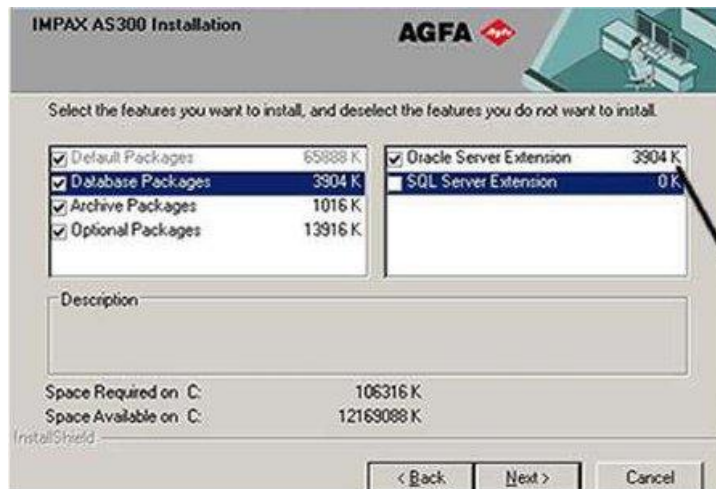 IMPAX AS300 Installation
AGFA
Select the features you want to install, and deselect the features you do not want to install.
Default Packages 65888 K
Database Packages 3904 K
Archive Packages 1016 K
Optional Packages 13916 K
Oracle Server Extension 3904 K
SQL Server Extension 0 K
Description
Space Required on C: 106316 K
Space Available on C: 12169088 K
InstallShield
< Back
Next >
Cancel